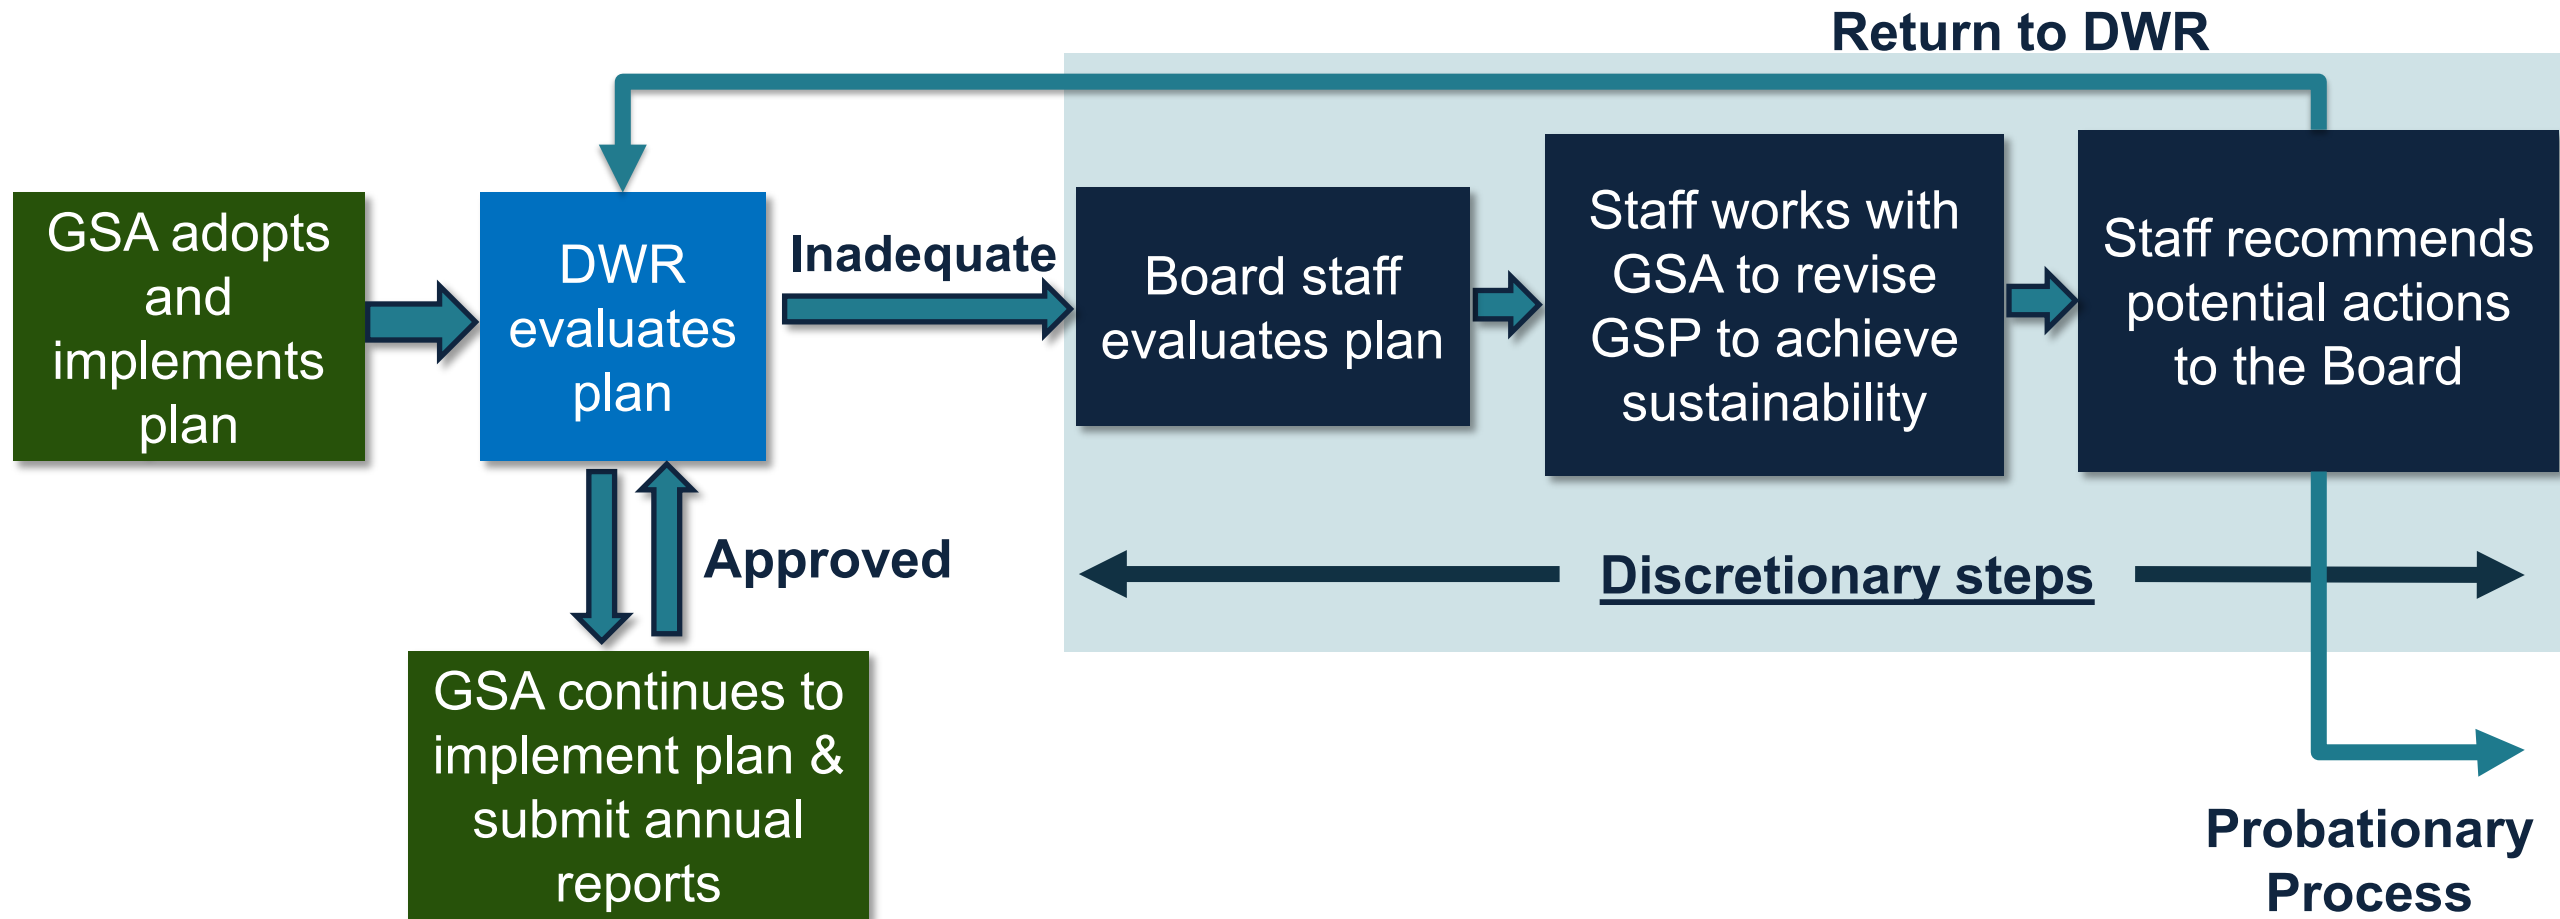 Return to DWR
GSA adopts
and
implements
plan
DWR
evaluates
plan
Inadequate
Board staff
evaluates plan
Staff works with
GSA to revise
GSP to achieve
sustainability
Staff recommends
potential actions
to the Board
Approved
Discretionary steps
GSA continues to
implement plan &
submit annual
reports
Probationary
Process